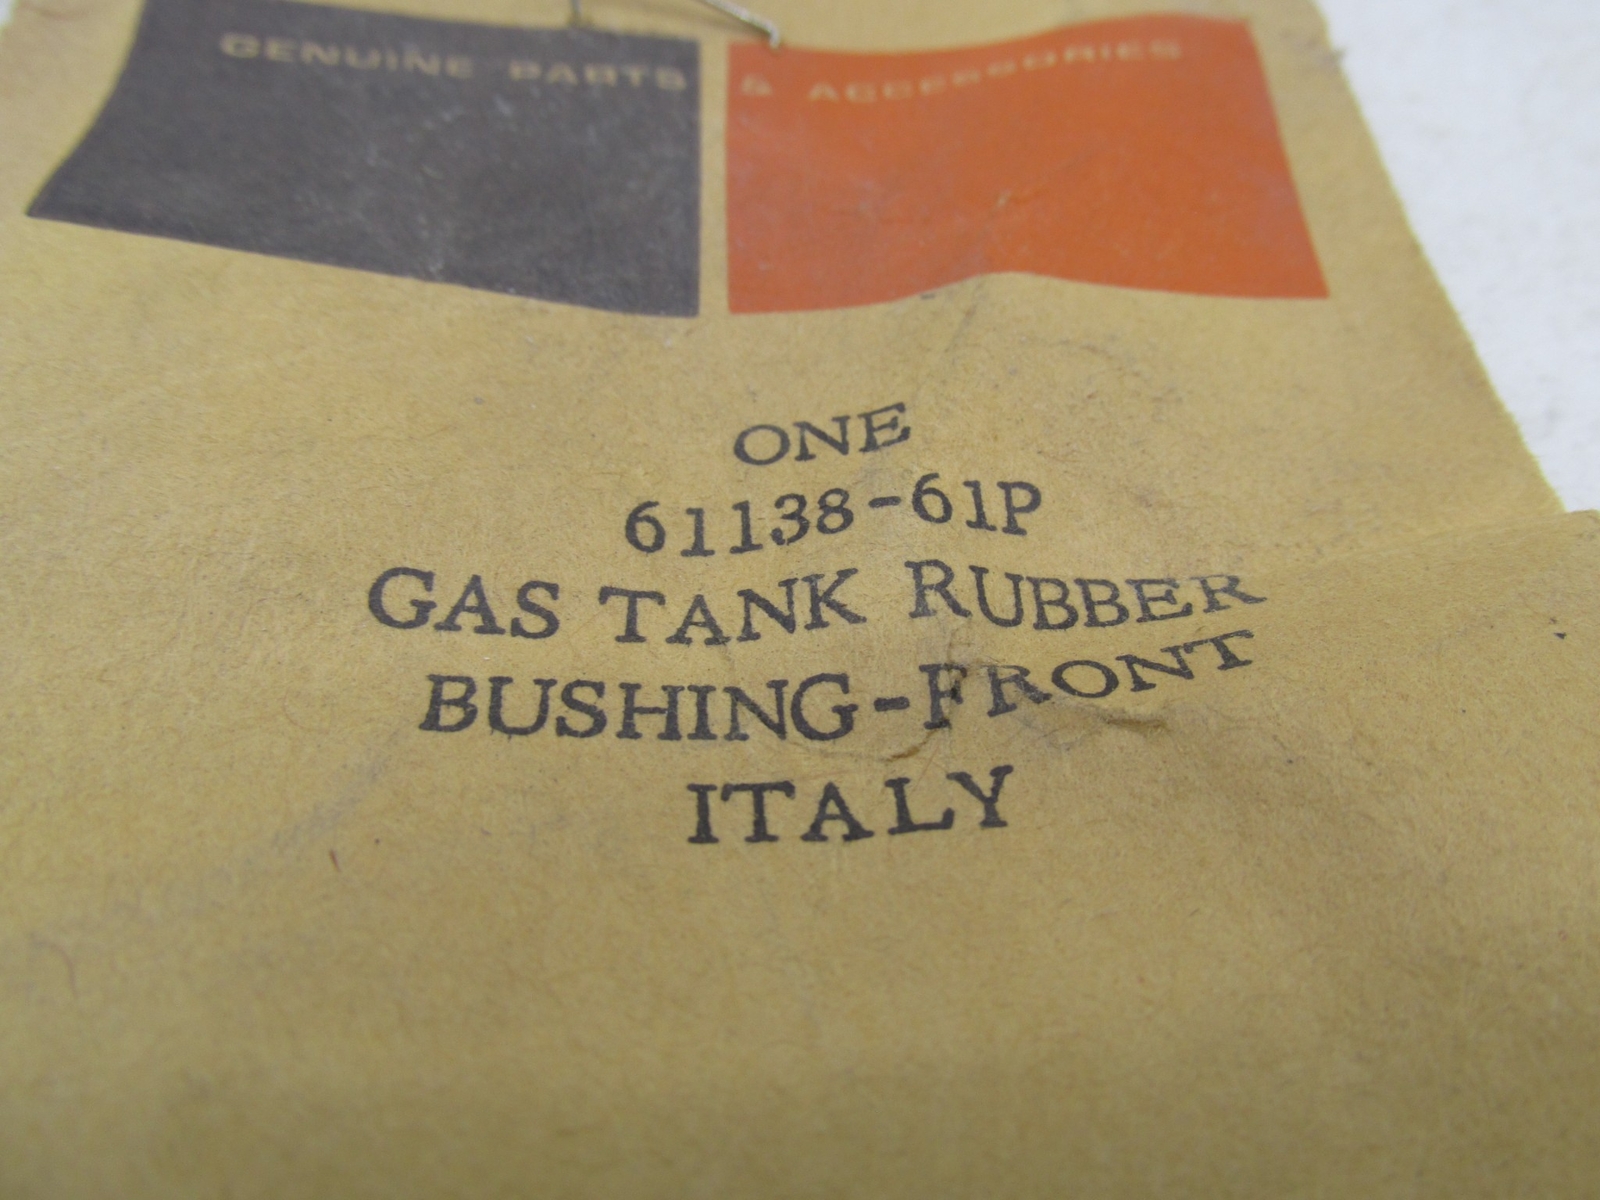 GENUINE PARTS & ACCESSORIES
ONE
61138-61P
GAS TANK RUBBER
BUSHING-FRONT
ITALY